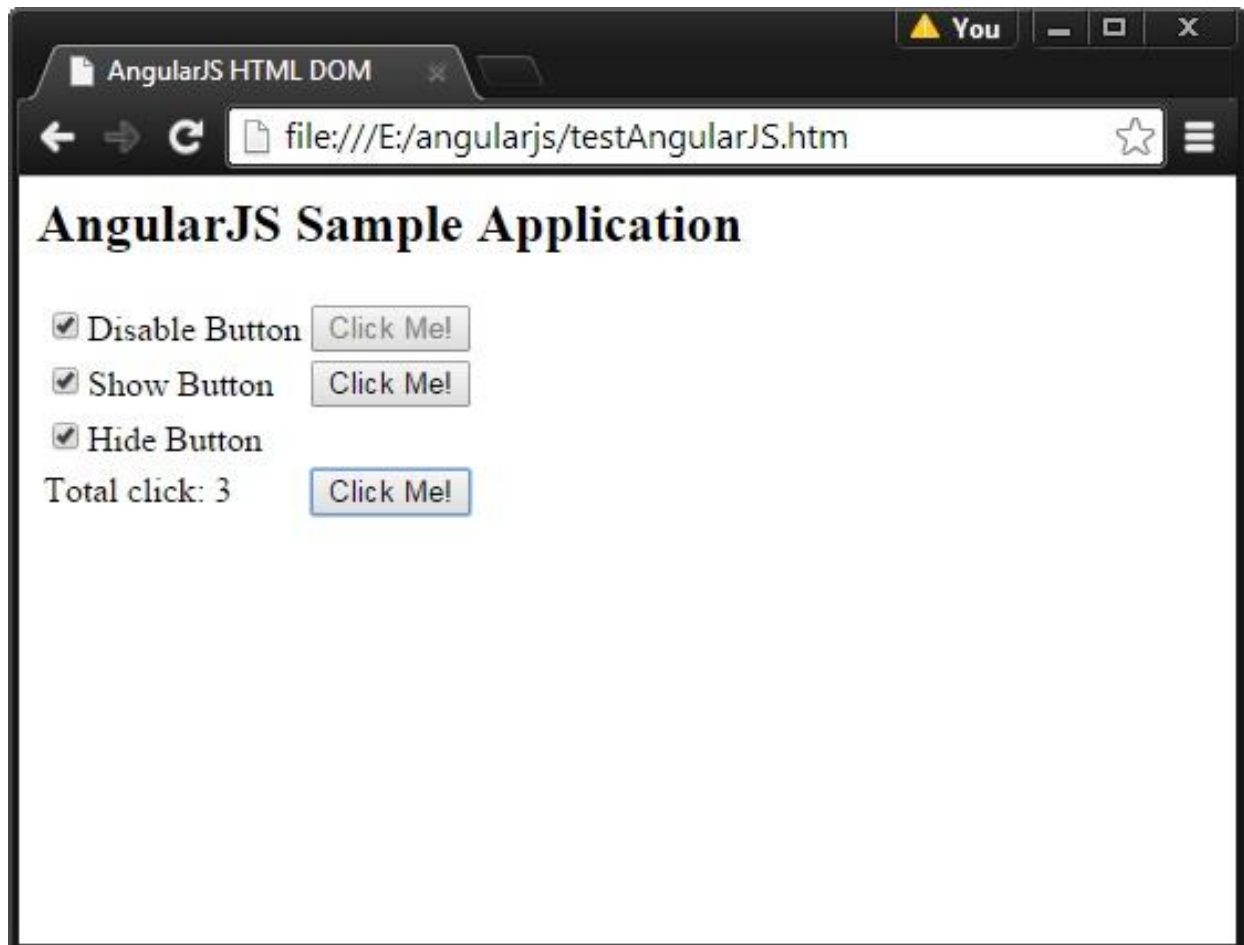 You
AngularJS HTML DOM
file:///E:/angularjs/testAngularJS.htm
AngularJS Sample Application
Disable Button Click Me!
Show Button Click Me!
Hide Button
Total click: 3 Click Me!